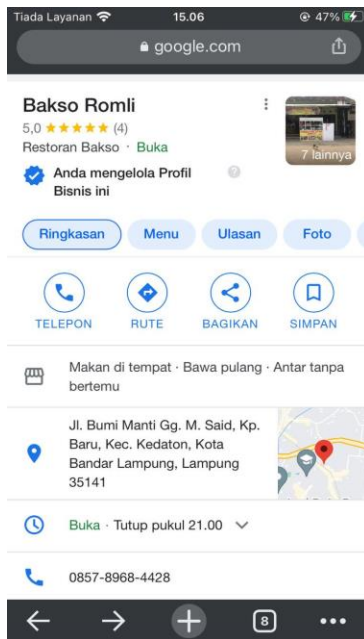 Tiada Layanan 15.06 47%
google.com
Bakso Romli
5,0 ★★★★★ (4)
Restoran Bakso · Buka
7 lainnya
Anda mengelola Profil
Bisnis ini
Ringkasan Menu Ulasan Foto
TELEPON RUTE BAGIKAN SIMPAN
Makan di tempat · Bawa pulang · Antar tanpa
bertemu
Jl. Bumi Manti Gg. M. Said, Kp.
Baru, Kec. Kedaton, Kota
Bandar Lampung, Lampung
35141
Buka · Tutup pukul 21.00
0857-8968-4428
8